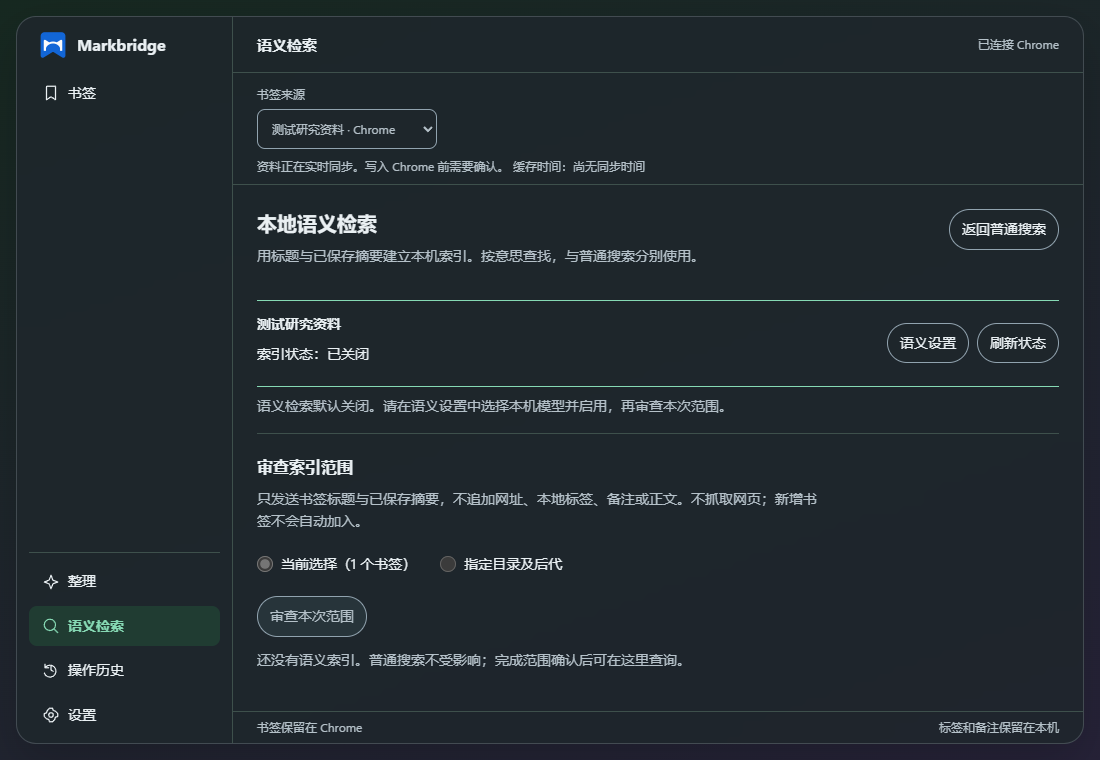 Markbridge
书签
整理
语义检索
操作历史
设置
语义检索
已连接 Chrome
书签来源
测试研究资料 · Chrome
资料正在实时同步。写入 Chrome 前需要确认。 缓存时间：尚无同步时间
本地语义检索
返回普通搜索
用标题与已保存摘要建立本机索引。按意思查找，与普通搜索分别使用。
测试研究资料
索引状态：已关闭
语义设置
刷新状态
语义检索默认关闭。请在语义设置中选择本机模型并启用，再审查本次范围。
审查索引范围
只发送书签标题与已保存摘要，不追加网址、本地标签、备注或正文。不抓取网页；新增书
签不会自动加入。
当前选择（1 个书签）
指定目录及后代
审查本次范围
还没有语义索引。普通搜索不受影响；完成范围确认后可在这里查询。
书签保留在 Chrome
标签和备注保留在本机